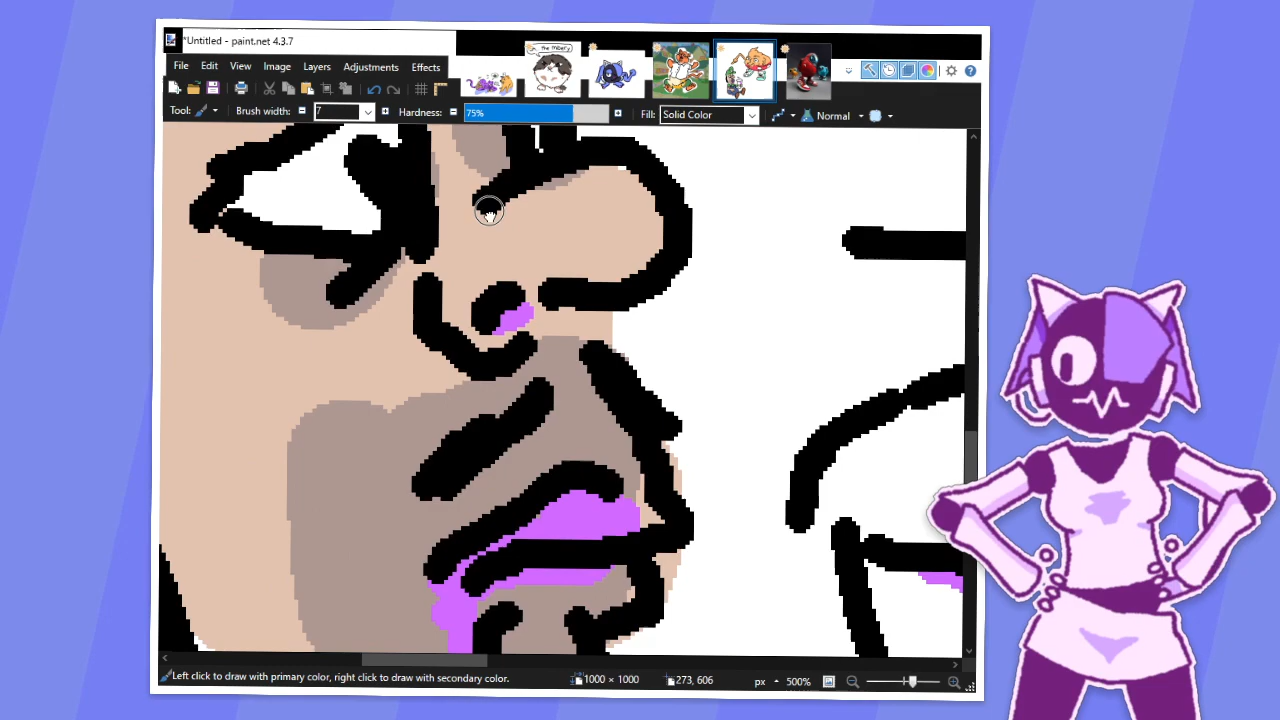 *Untitled - paint.net 4.3.7
File Edit View Image Layers Adjustments Effects
Tool: Brush width: 7 Hardness: 75% Fill: Solid Color Normal
Left click to draw with primary color, right click to draw with secondary color. 1000 × 1000 273, 606 px 500%